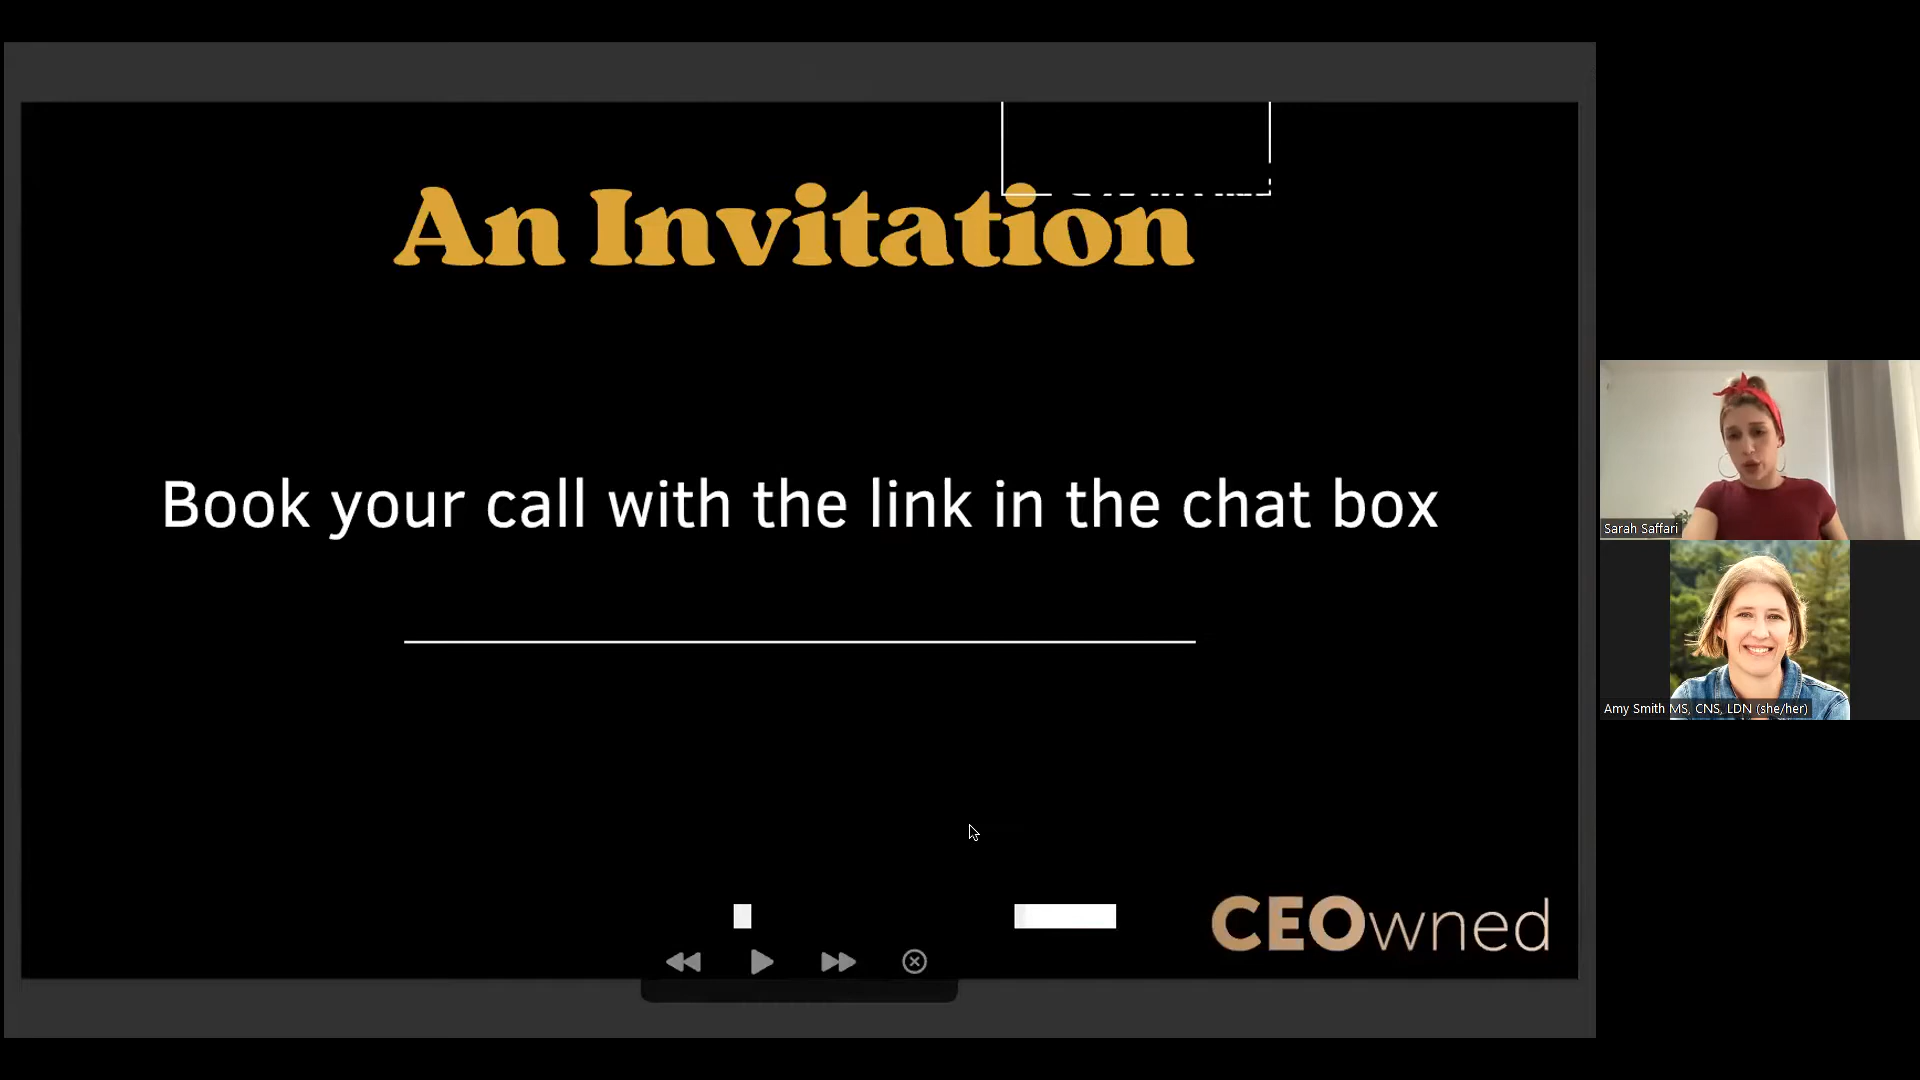 An Invitation
Book your call with the link in the chat box
CEOwned
Sarah Saffari
Amy Smith MS, CNS, LDN (she/her)